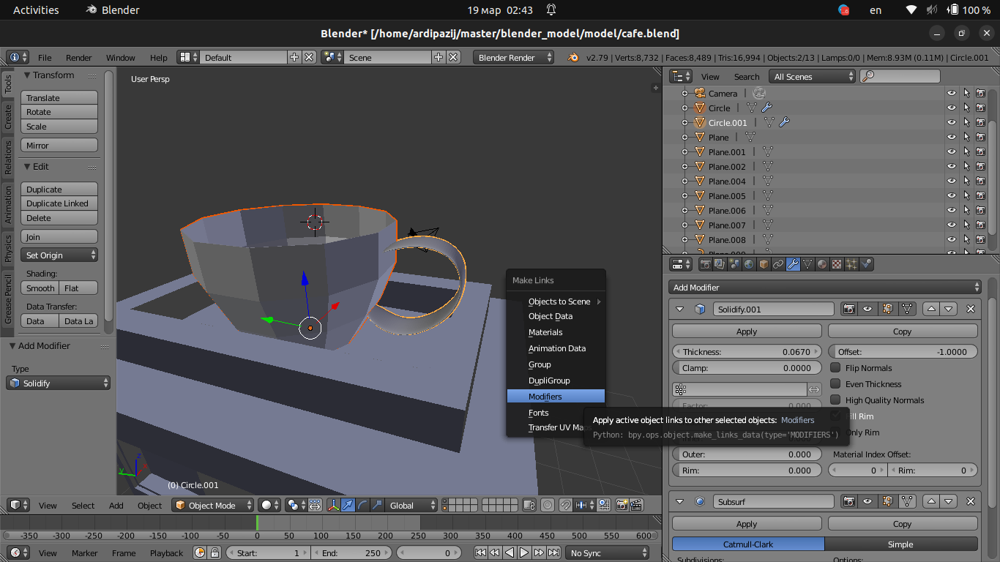 Activities Blender 19 мар 02:43 en 100 %
Blender* [/home/ardipazij/master/blender_model/model/cafe.blend]
File Render Window Help Default Scene Blender Render v2.79 | Verts:8,732 | Faces:8,489 | Tris:16,994 | Objects:2/13 | Lamps:0/0 | Mem:8.93M (0.11M) | Circle.001
Tools
Create
Relations
Animation
Physics
Grease Pencil
Transform
Translate
Rotate
Scale
Mirror
Edit
Duplicate
Duplicate Linked
Delete
Join
Set Origin
Shading:
Smooth Flat
Data Transfer:
Data Data La
Add Modifier
Type
Solidify
User Persp
Make Links
Objects to Scene
Object Data
Materials
Animation Data
Group
DupliGroup
Modifiers
Fonts
Transfer UV Maps
Apply active object links to other selected objects: Modifiers
Python: bpy.ops.object.make_links_data(type='MODIFIERS')
z
y
(0) Circle.001
View Select Add Object Object Mode Global
-350 -300 -250 -200 -150 -100 -50 0 50 100 150 200 250 300 350 400 450 500 550 600
View Marker Frame Playback Start: 1 End: 250 0 No Sync
View Search All Scenes
Camera
Circle
Circle.001
Plane
Plane.001
Plane.002
Plane.004
Plane.005
Plane.006
Plane.007
Plane.008
Add Modifier
Solidify.001
Apply Copy
Thickness: 0.0670 Offset: -1.0000
Clamp: 0.0000 Flip Normals
Even Thickness
Factor: 0.000 High Quality Normals
Fill Rim
Only Rim
Outer: 0.000 Material Index Offset:
Rim: 0.000 0 Rim: 0
Subsurf
Apply Copy
Catmull-Clark Simple
Subdivisions: Options: